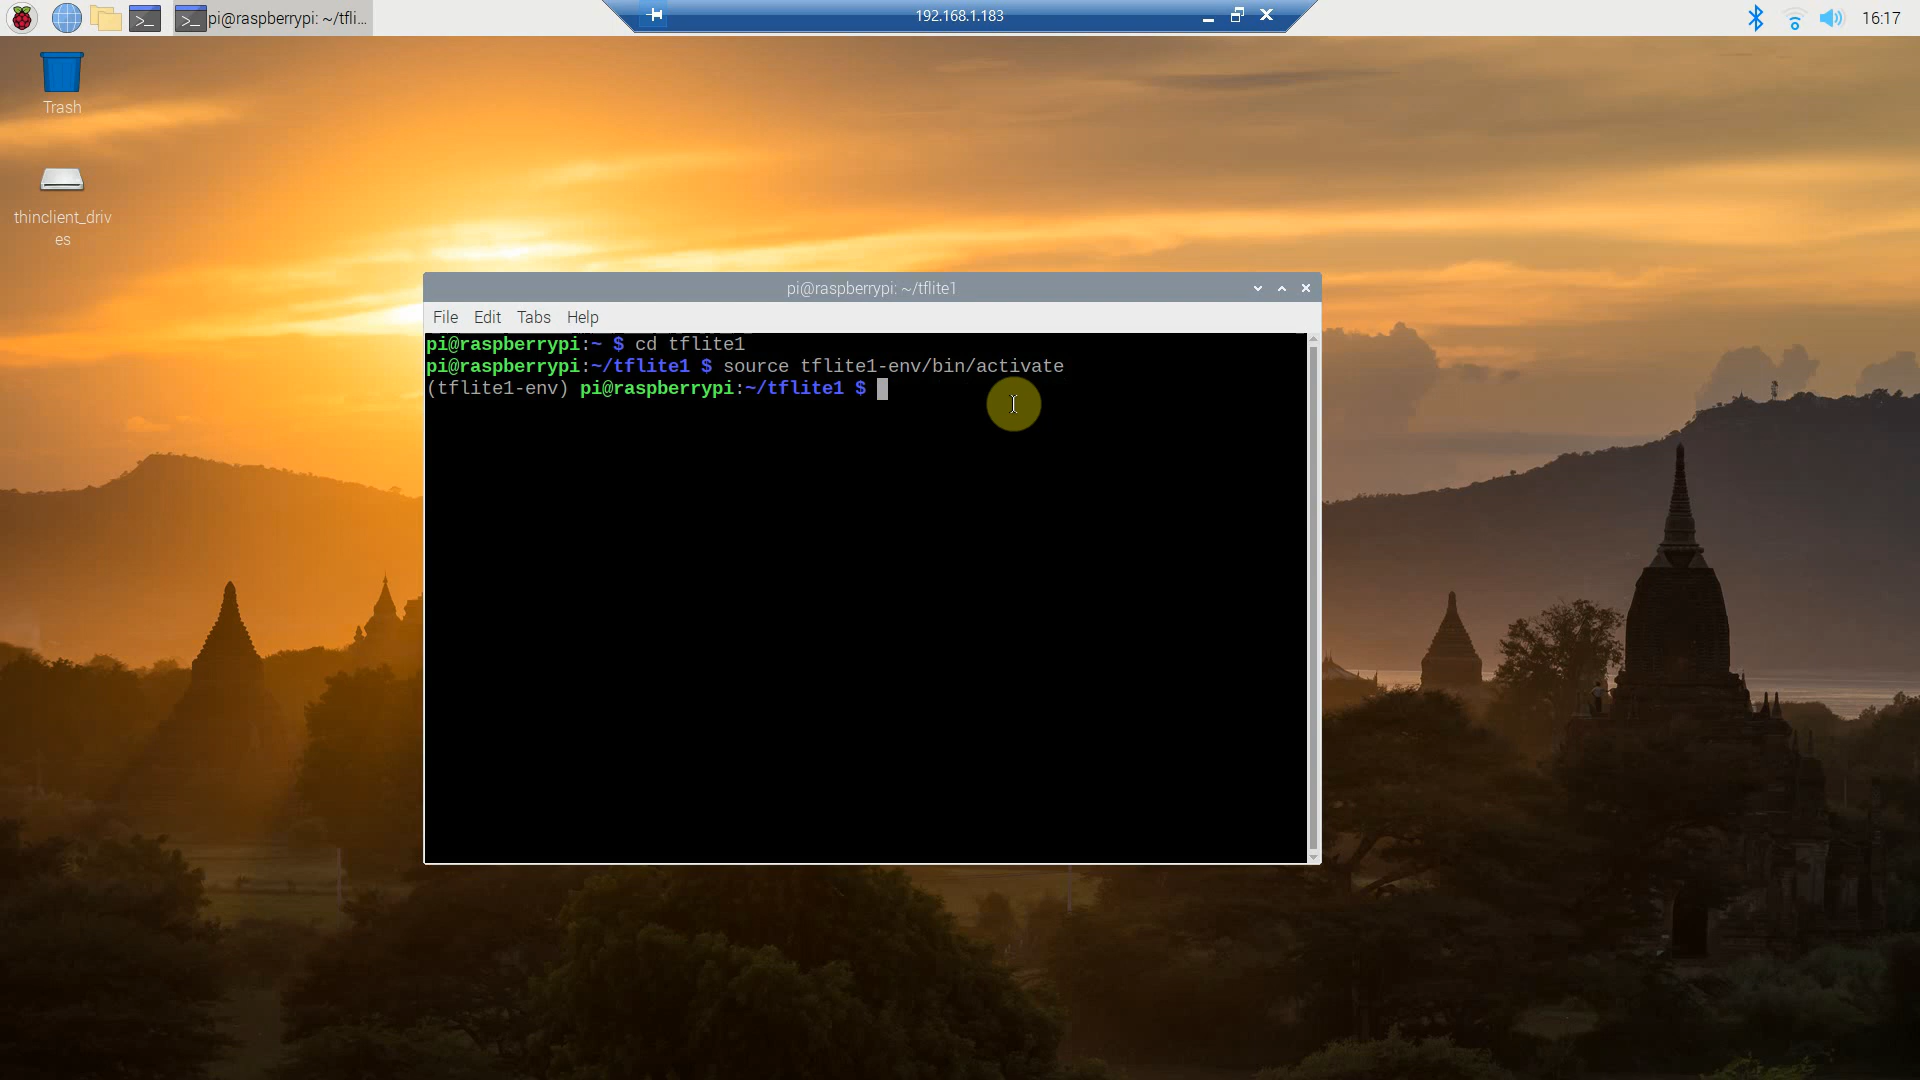 pi@raspberrypi: ~/tfli...
192.168.1.183
16:17
Trash
thinclient_driv
es
pi@raspberrypi: ~/tflite1
File Edit Tabs Help
pi@raspberrypi:~ $ cd tflite1
pi@raspberrypi:~/tflite1 $ source tflite1-env/bin/activate
(tflite1-env) pi@raspberrypi:~/tflite1 $